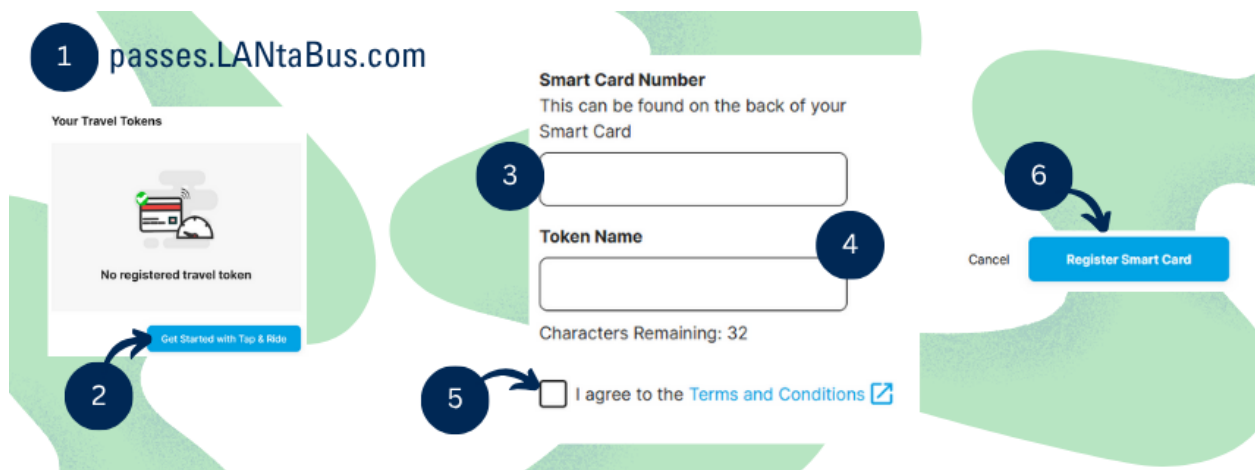 1
passes.LANtaBus.com
Your Travel Tokens
No registered travel token
Get Started with Tap & Ride
2
Smart Card Number
This can be found on the back of your
Smart Card
3
Token Name
4
Characters Remaining: 32
5
I agree to the Terms and Conditions
6
Cancel
Register Smart Card